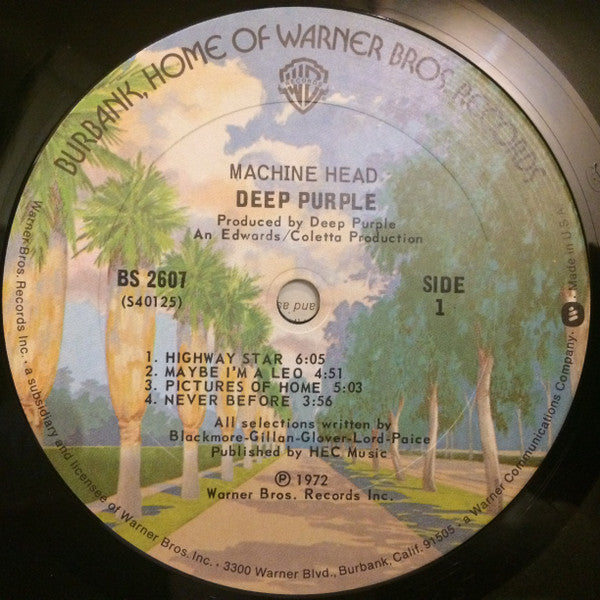 BURBANK, HOME OF WARNER BROS. RECORDS
WB
RECORDS
MACHINE HEAD
DEEP PURPLE
Produced by Deep Purple
An Edwards/Coletta Production
BS 2607
(S40125)
SIDE
1
and as
1. HIGHWAY STAR 6:05
2. MAYBE I'M A LEO 4:51
3. PICTURES OF HOME 5:03
4. NEVER BEFORE 3:56
All selections written by
Blackmore-Gillan-Glover-Lord-Paice
Published by HEC Music
Ⓟ 1972
Warner Bros. Records Inc.
Warner Bros. Records Inc. • a subsidiary and licensee of Warner Bros. Inc. • 3300 Warner Blvd., Burbank, Calif. 91505 • a Warner Communications Company. • Made in U.S.A.